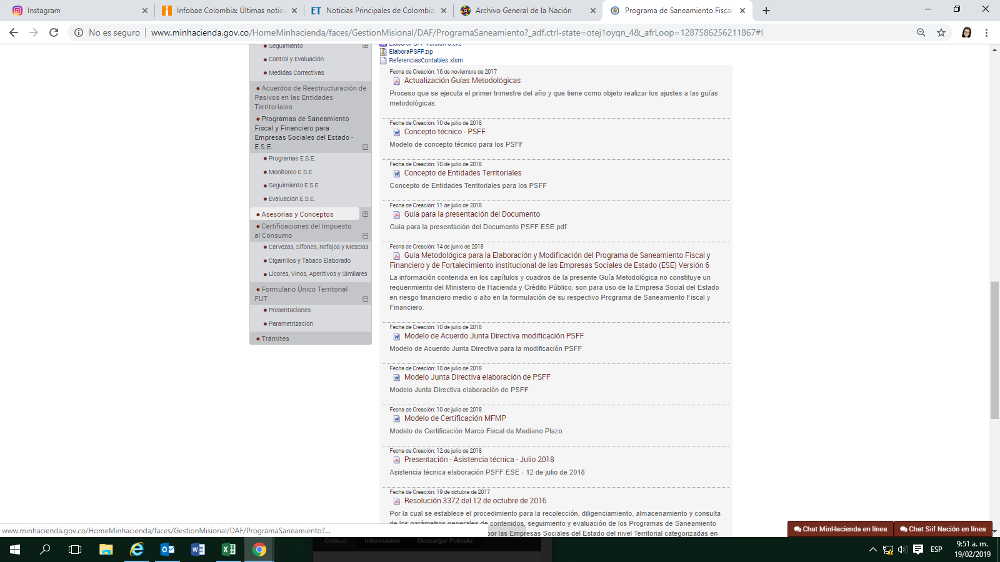 Instagram
Infobae Colombia: Últimas notici
Noticias Principales de Colombia
Archivo General de la Nación
Programa de Saneamiento Fiscal
No es seguro
www.minhacienda.gov.co/HomeMinhacienda/faces/GestionMisional/DAF/ProgramaSaneamiento?_adf.ctrl-state=otej1oyqn_4&_afrLoop=1287586256211867#!
Seguimiento
Control y Evaluación
Medidas Correctivas
Acuerdos de Reestructuración de
Pasivos en las Entidades
Territoriales
Programas de Saneamiento
Fiscal y Financiero para
Empresas Sociales del Estado -
E.S.E.
Programas E.S.E.
Monitoreo E.S.E.
Seguimiento E.S.E.
Evaluación E.S.E.
Asesorías y Conceptos
Certificaciones del Impuesto
al Consumo
Cervezas, Sifones, Refajos y Mezclas
Cigarrillos y Tabaco Elaborado
Licores, Vinos, Aperitivos y Similares
Formulario Único Territorial
FUT
Presentaciones
Parametrización
Trámites
ElaboraPSFF.zip
ReferenciasContables.xlsm
Fecha de Creación: 16 de noviembre de 2017
Actualización Guías Metodológicas
Proceso que se ejecuta el primer trimestre del año y que tiene como objeto realizar los ajustes a las guías
metodológicas.
Fecha de Creación: 10 de julio de 2018
Concepto técnico - PSFF
Modelo de concepto técnico para los PSFF
Fecha de Creación: 10 de julio de 2018
Concepto de Entidades Territoriales
Concepto de Entidades Territoriales para los PSFF
Fecha de Creación: 11 de julio de 2018
Guia para la presentación del Documento
Guia para la presentación del Documento PSFF ESE.pdf
Fecha de Creación: 14 de junio de 2018
Guía Metodológica para la Elaboración y Modificación del Programa de Saneamiento Fiscal y
Financiero y de Fortalecimiento institucional de las Empresas Sociales de Estado (ESE) Versión 6
La información contenida en los capítulos y cuadros de la presente Guía Metodológica no constituye un
requerimiento del Ministerio de Hacienda y Crédito Público; son para uso de la Empresa Social del Estado
en riesgo financiero medio o alto en la formulación de su respectivo Programa de Saneamiento Fiscal y
Financiero.
Fecha de Creación: 10 de julio de 2018
Modelo de Acuerdo Junta Directiva modificación PSFF
Modelo de Acuerdo Junta Directiva para la modificación PSFF
Fecha de Creación: 10 de julio de 2018
Modelo Junta Directiva elaboración de PSFF
Modelo Junta Directiva elaboración de PSFF
Fecha de Creación: 10 de julio de 2018
Modelo de Certificación MFMP
Modelo de Certificación Marco Fiscal de Mediano Plazo
Fecha de Creación: 12 de julio de 2018
Presentación - Asistencia técnica - Julio 2018
Asistencia técnica elaboración PSFF ESE - 12 de julio de 2018
Fecha de Creación: 19 de octubre de 2017
Resolución 3372 del 12 de octubre de 2016
Por la cual se establece el procedimiento para la recolección, diligenciamiento, almacenamiento y consulta
de los parámetros generales de contenidos, seguimiento y evaluación de los Programas de Saneamiento
por las Empresas Sociales del Estado del nivel Territorial categorizadas en
Chat MinHacienda en línea
Chat Siif Nación en línea
www.minhacienda.gov.co/HomeMinhacienda/faces/GestionMisional/DAF/ProgramaSaneamiento?...
Críticas Información Descargar Película
ESP
9:51 a. m.
19/02/2019